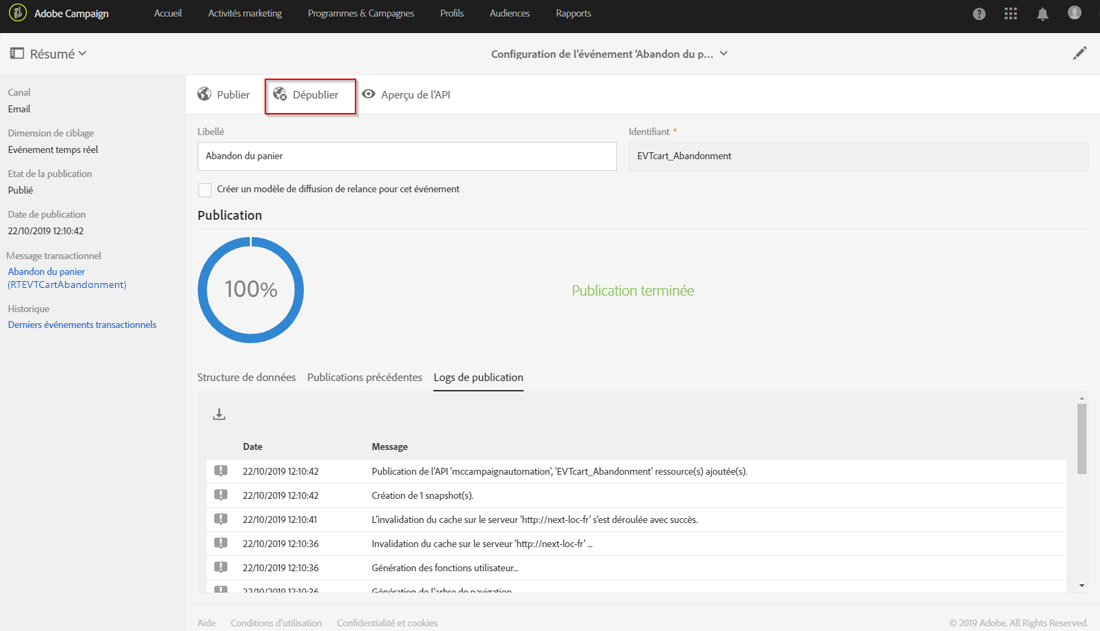 Adobe Campaign Accueil Activités marketing Programmes & Campagnes Profils Audiences Rapports
Résumé
Configuration de l'événement 'Abandon du p...
Canal
Email
Dimension de ciblage
Evénement temps réel
Etat de la publication
Publié
Date de publication
22/10/2019 12:10:42
Message transactionnel
Abandon du panier
(RTEVTCartAbandonment)
Historique
Derniers événements transactionnels
Publier Dépublier Aperçu de l'API
Libellé
Abandon du panier
Identifiant *
EVTcart_Abandonment
Créer un modèle de diffusion de relance pour cet événement
Publication
100%
Publication terminée
Structure de données Publications précédentes Logs de publication
Date Message
22/10/2019 12:10:42 Publication de l'API 'mccampaignautomation', 'EVTcart_Abandonment' ressource(s) ajoutée(s).
22/10/2019 12:10:42 Création de 1 snapshot(s).
22/10/2019 12:10:41 L'invalidation du cache sur le serveur 'http://next-loc-fr' s'est déroulée avec succès.
22/10/2019 12:10:36 Invalidation du cache sur le serveur 'http://next-loc-fr' ...
22/10/2019 12:10:36 Génération des fonctions utilisateur...
22/10/2019 12:10:36 Génération de l'arbre de navigation
Aide Conditions d'utilisation Confidentialité et cookies
© 2019 Adobe. All Rights Reserved.